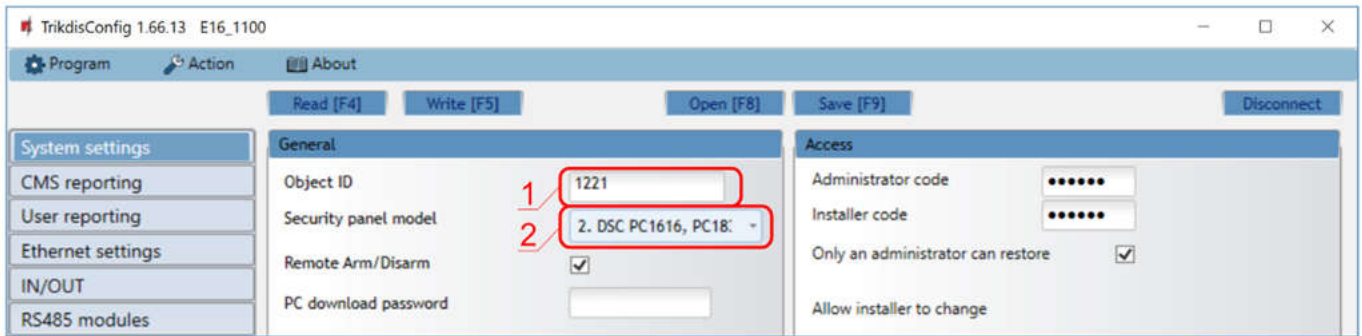 TrikdisConfig 1.66.13 E16_1100
Program Action About
Read [F4] Write [F5] Open [F8] Save [F9] Disconnect
System settings
CMS reporting
User reporting
Ethernet settings
IN/OUT
RS485 modules
General
Object ID 1 1221
Security panel model 2 2. DSC PC1616, PC18
Remote Arm/Disarm
PC download password
Access
Administrator code ••••••
Installer code ••••••
Only an administrator can restore
Allow installer to change